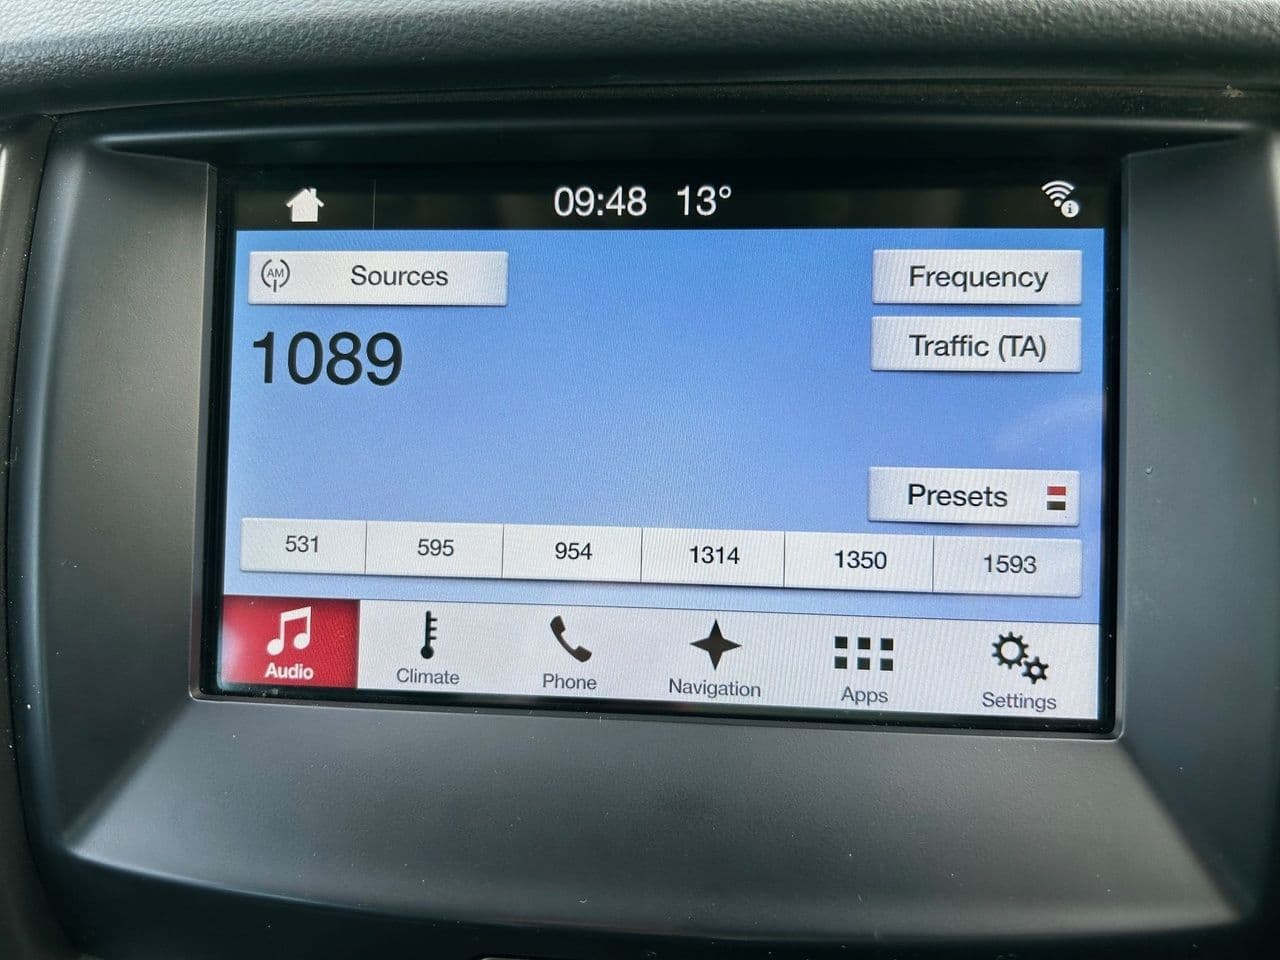 09:48 13°
AM Sources
Frequency
1089
Traffic (TA)
Presets
531 595 954 1314 1350 1593
Audio Climate Phone Navigation Apps Settings